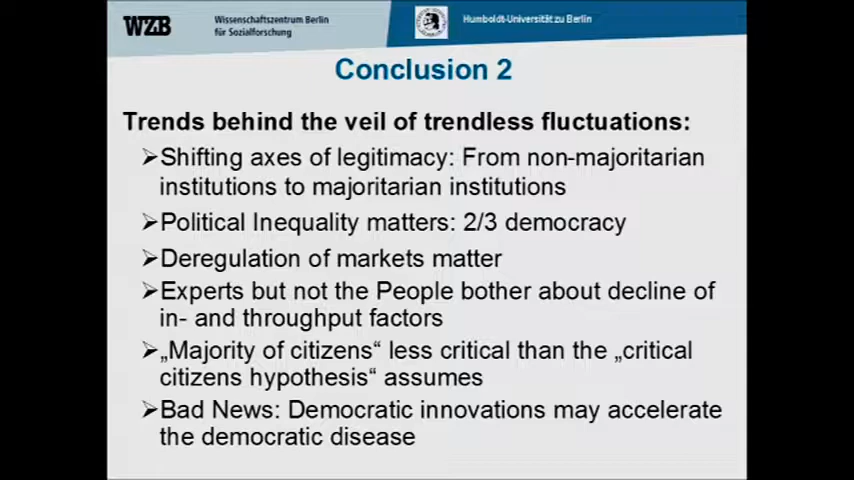 WZB
Wissenschaftszentrum Berlin
für Sozialforschung
Humboldt-Universität zu Berlin
Conclusion 2
Trends behind the veil of trendless fluctuations:
➢Shifting axes of legitimacy: From non-majoritarian
institutions to majoritarian institutions
➢Political Inequality matters: 2/3 democracy
➢Deregulation of markets matter
➢Experts but not the People bother about decline of
in- and throughput factors
➢„Majority of citizens“ less critical than the „critical
citizens hypothesis“ assumes
➢Bad News: Democratic innovations may accelerate
the democratic disease